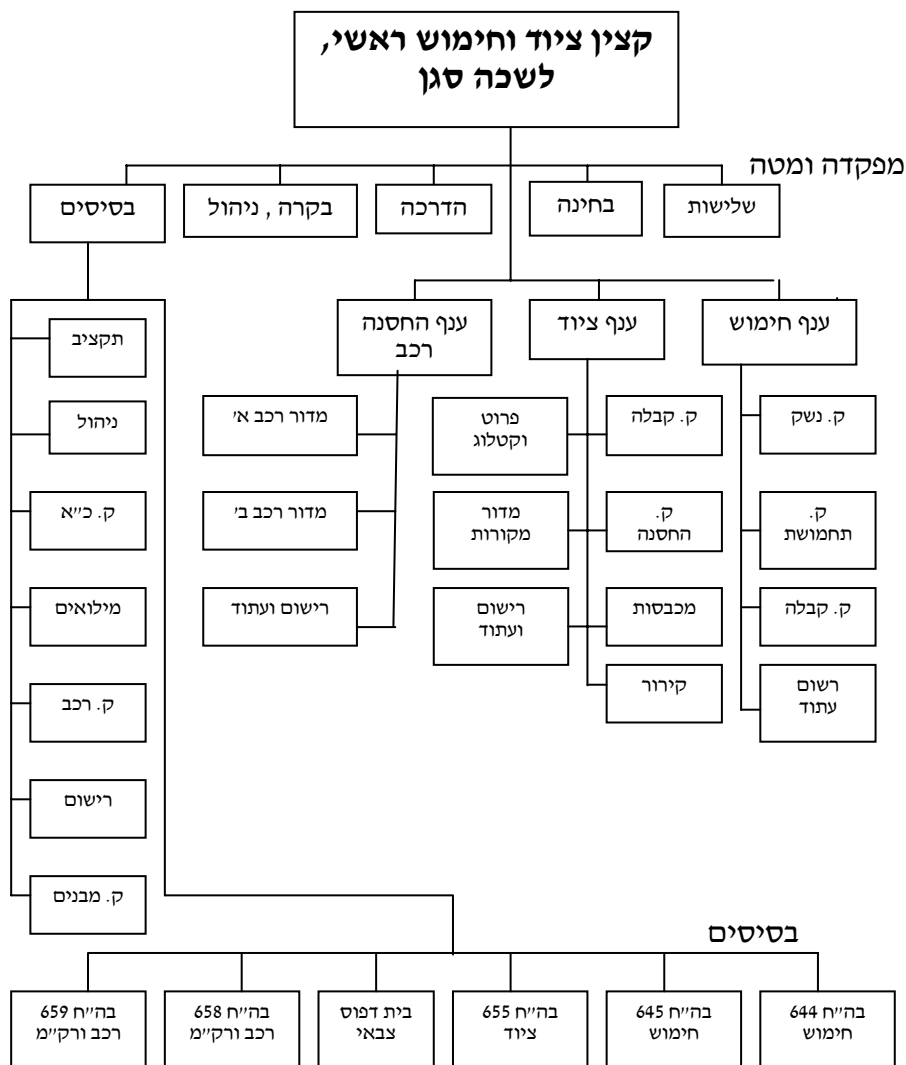 קצין ציוד וחימוש ראשי,
לשכה סגן
מפקדה ומטה
שלישות
בחינה
הדרכה
בקרה , ניהול
בסיסים
ענף חימוש
ענף ציוד
ענף החסנה
רכב
ק. נשק
ק.
תחמושת
ק. קבלה
רשום
עתוד
ק. קבלה
ק.
החסנה
מכבסות
קירור
פרוט
וקטלוג
מדור
מקורות
רישום
ועתוד
מדור רכב א׳
מדור רכב ב׳
רישום ועתוד
תקציב
ניהול
ק. כ״א
מילואים
ק. רכב
רישום
ק. מבנים
בסיסים
בה״ח 644
חימוש
בה״ח 645
חימוש
בה״ח 655
ציוד
בית דפוס
צבאי
בה״ח 658
רכב ורק״מ
בה״ח 659
רכב ורק״מ